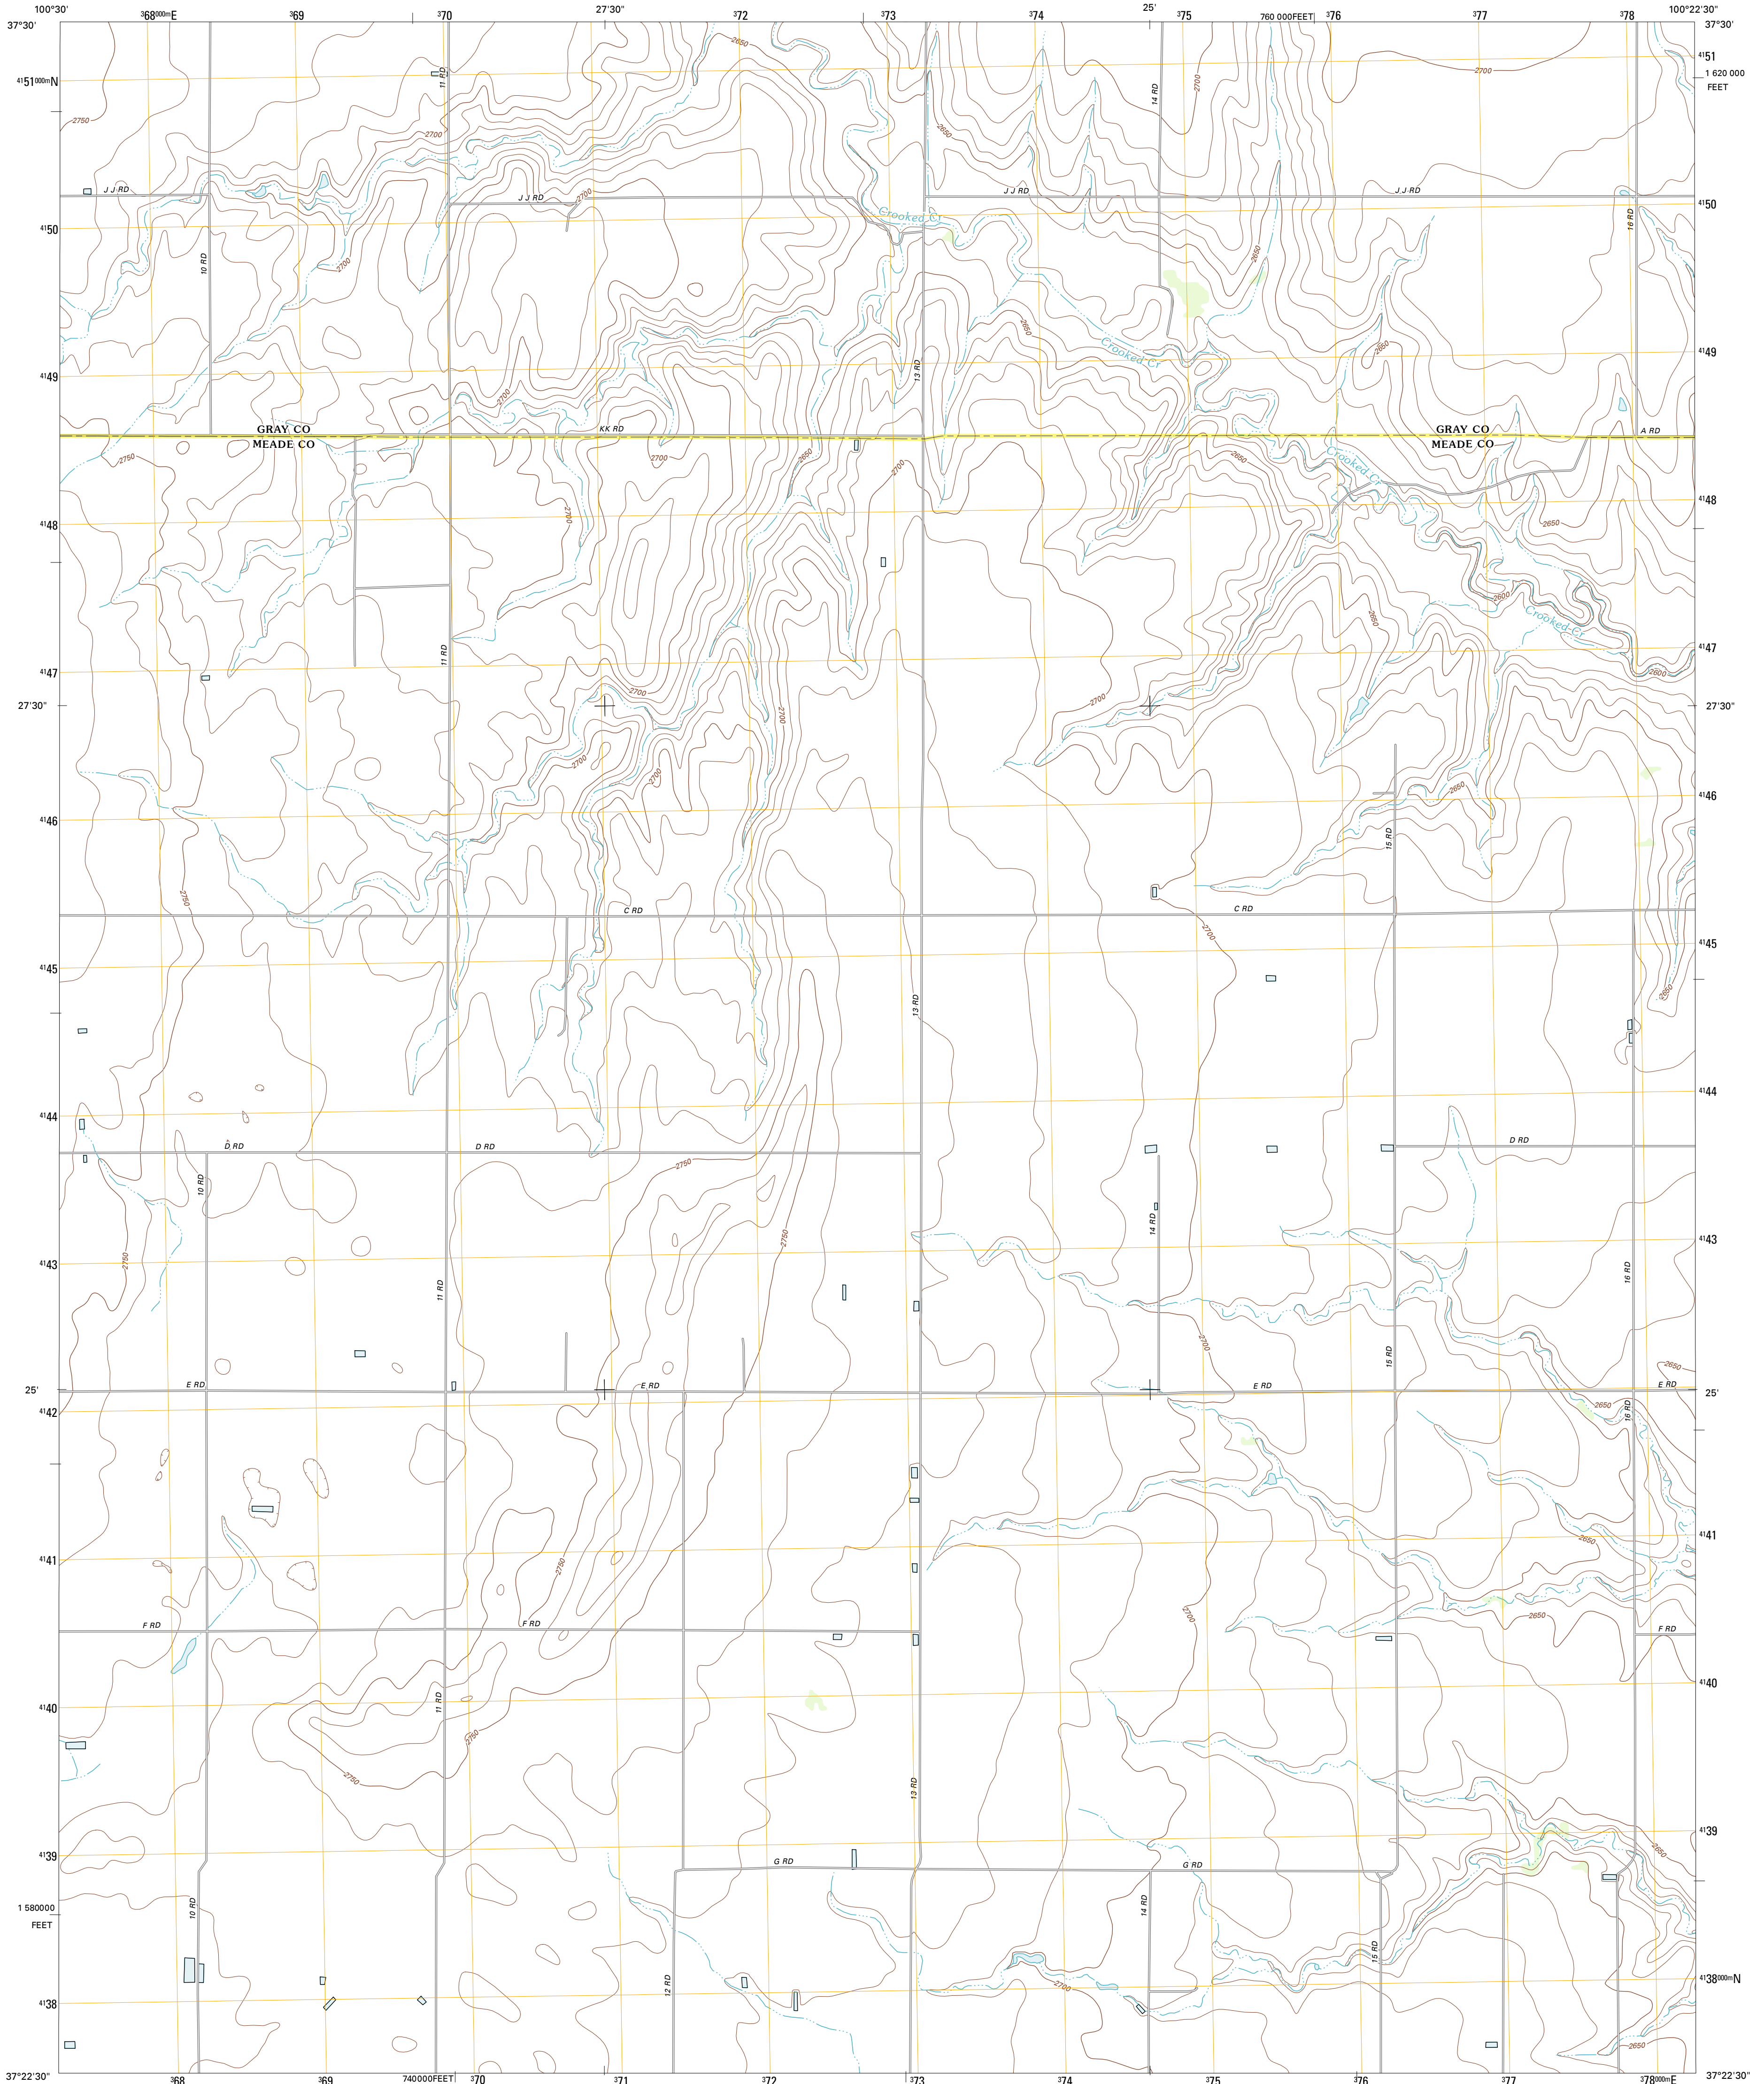 100°30'
³68⁰⁰⁰ᵐE
³69
³70
27'30"
³72
³73
³74
25'
³75
760 000FEET
³76
³77
³78
100°22'30"
37°30'
37°30'
2650
2700
⁴¹51
⁴¹51⁰⁰⁰ᵐN
11 RD
14 RD
2700
1 620 000
FEET
2750
2700
2650
J J RD
J J RD
2700
J J RD
J J RD
⁴¹50
⁴¹50
Crooked Cr
16 RD
10 RD
2700
2650
2650
Crooked Cr
2650
⁴¹49
⁴¹49
13 RD
2700
GRAY CO
KK RD
GRAY CO
A RD
MEADE CO
MEADE CO
2750
2700
2650
2700
2650
Crooked Cr
⁴¹48
⁴¹48
2700
2650
2600
2650
Crooked Cr
11 RD
⁴¹47
⁴¹47
2600
2700
2700
27'30"
27'30"
2700
2700
2700
2650
⁴¹46
⁴¹46
15 RD
2750
C RD
C RD
2700
⁴¹45
⁴¹45
2650
13 RD
⁴¹44
⁴¹44
D RD
D RD
D RD
2750
10 RD
14 RD
2750
2750
⁴¹43
⁴¹43
11 RD
16 RD
2700
15 RD
2650
25'
E RD
E RD
E RD
E RD
25'
⁴¹42
2650
16 RD
⁴¹41
⁴¹41
2650
2750
2700
2650
F RD
F RD
F RD
⁴¹40
⁴¹40
11 RD
2750
2750
13 RD
⁴¹39
⁴¹39
2650
G RD
G RD
10 RD
14 RD
1 580000
FEET
15 RD
12 RD
2700
⁴¹38⁰⁰⁰ᵐN
⁴¹38
2650
37°22'30"
³68
³69
740000FEET
³70
³71
³72
³73
³74
³75
³76
³77
³78⁰⁰⁰ᵐE
37°22'30"